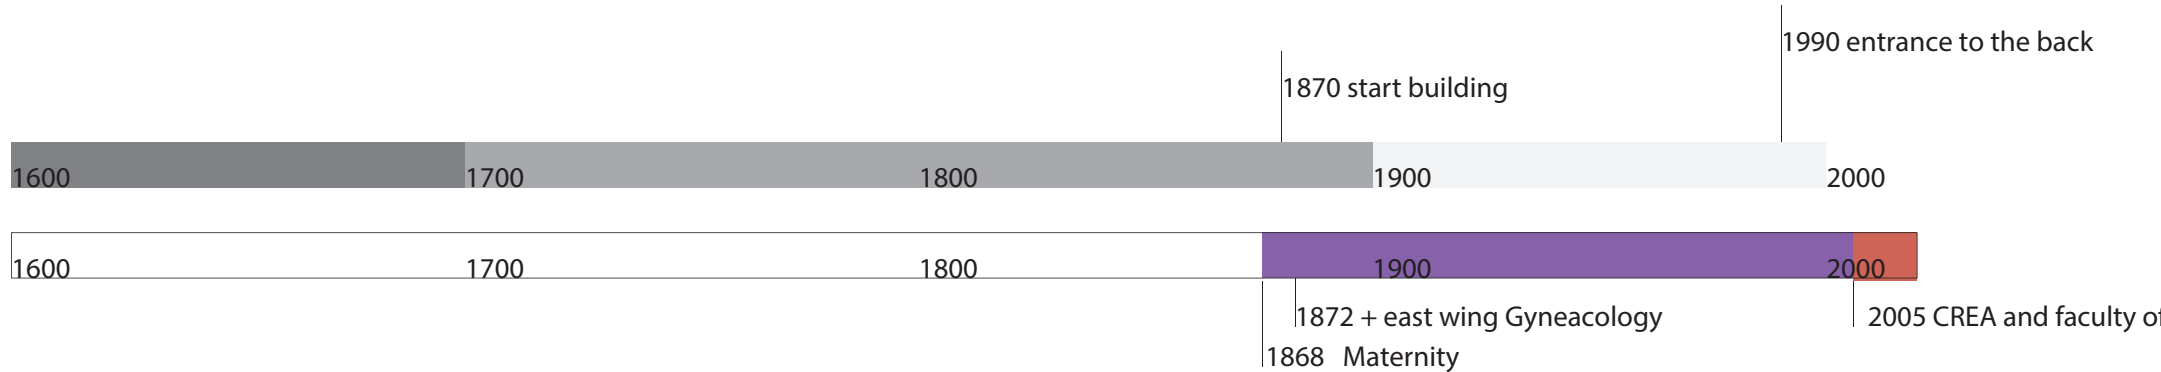 1990 entrance to the back
1870 start building
1600 1700 1800 1900 2000
1600 1700 1800 1900 2000
1872 + east wing Gyneacology
2005 CREA and faculty of
1868 Maternity